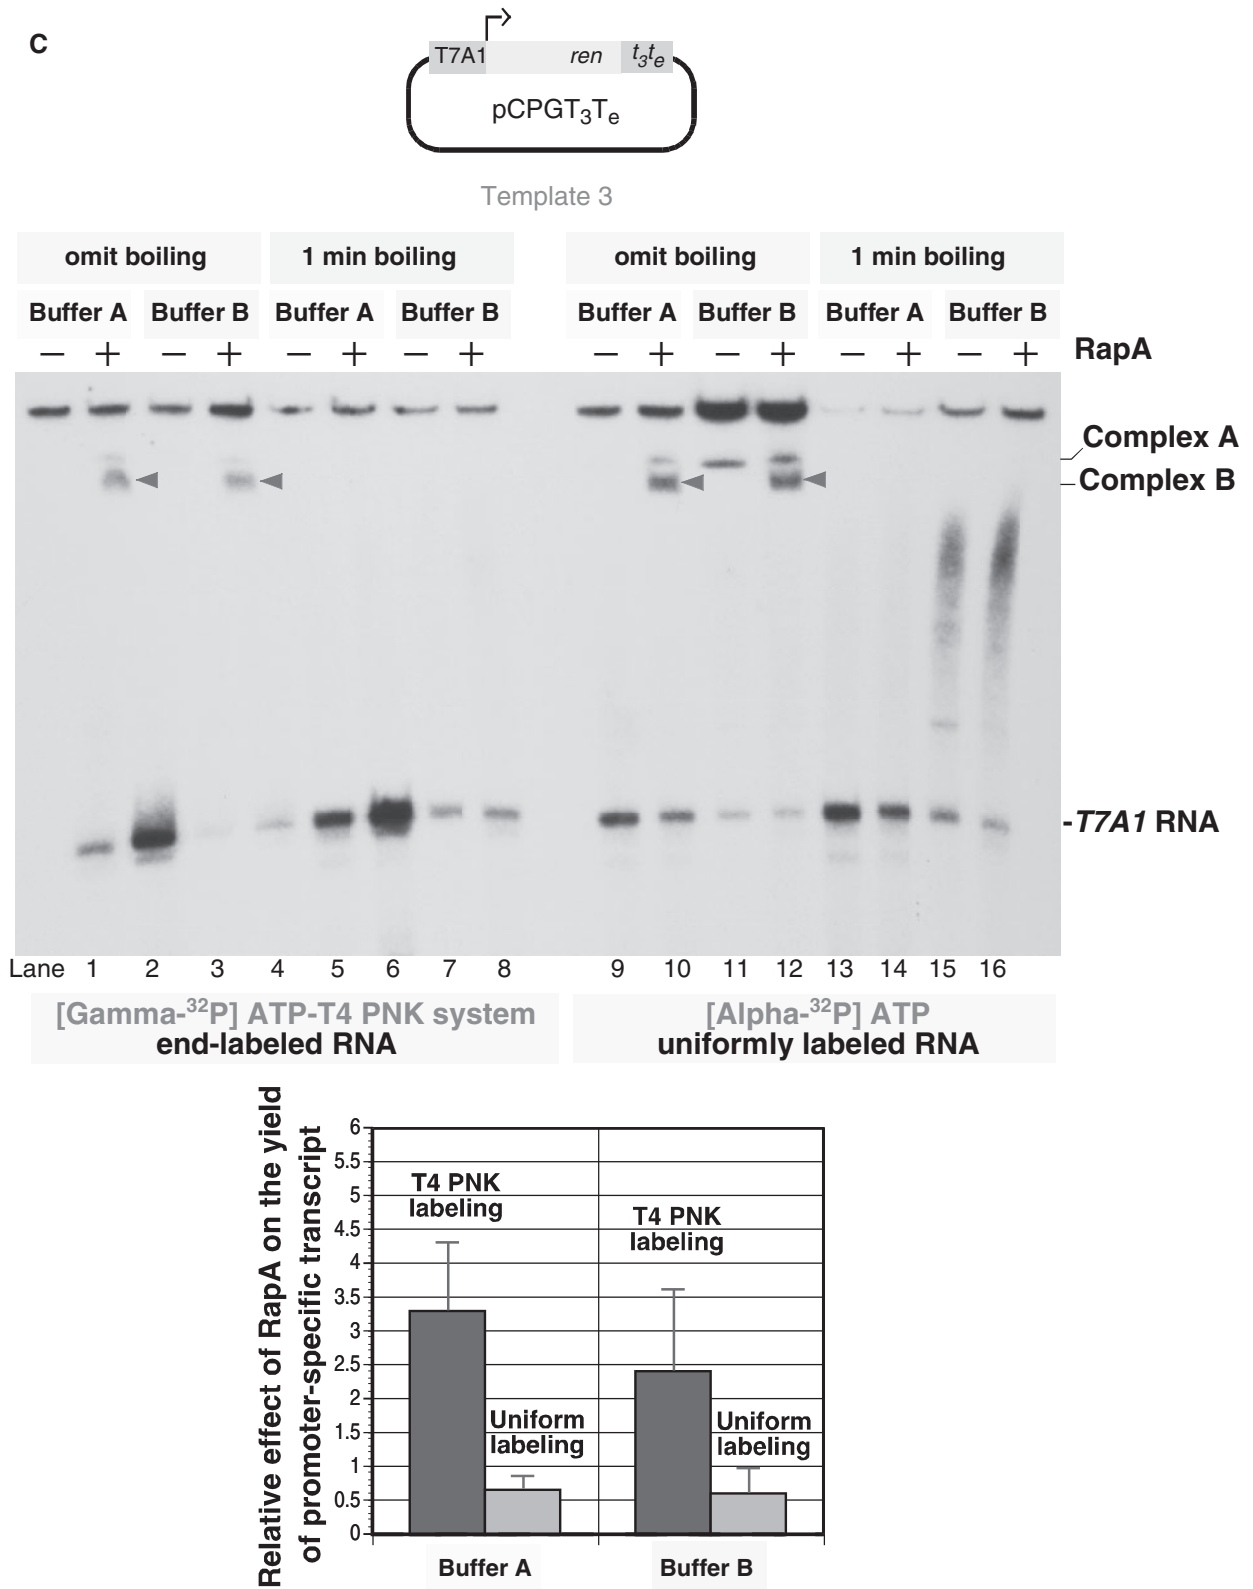 C
T7A1 ren t3te
pCPGT3Te
Template 3
omit boiling 1 min boiling omit boiling 1 min boiling
Buffer A Buffer B Buffer A Buffer B Buffer A Buffer B Buffer A Buffer B
– + – + – + – + – + – + – + – + RapA
Complex A
Complex B
-T7A1 RNA
Lane 1 2 3 4 5 6 7 8 9 10 11 12 13 14 15 16
[Gamma-³²P] ATP-T4 PNK system [Alpha-³²P] ATP
end-labeled RNA uniformly labeled RNA
Relative effect of RapA on the yield
of promoter-specific transcript
6
5.5
5
4.5
4
3.5
3
2.5
2
1.5
1
0.5
0
T4 PNK
labeling
Uniform
labeling
T4 PNK
labeling
Uniform
labeling
Buffer A Buffer B